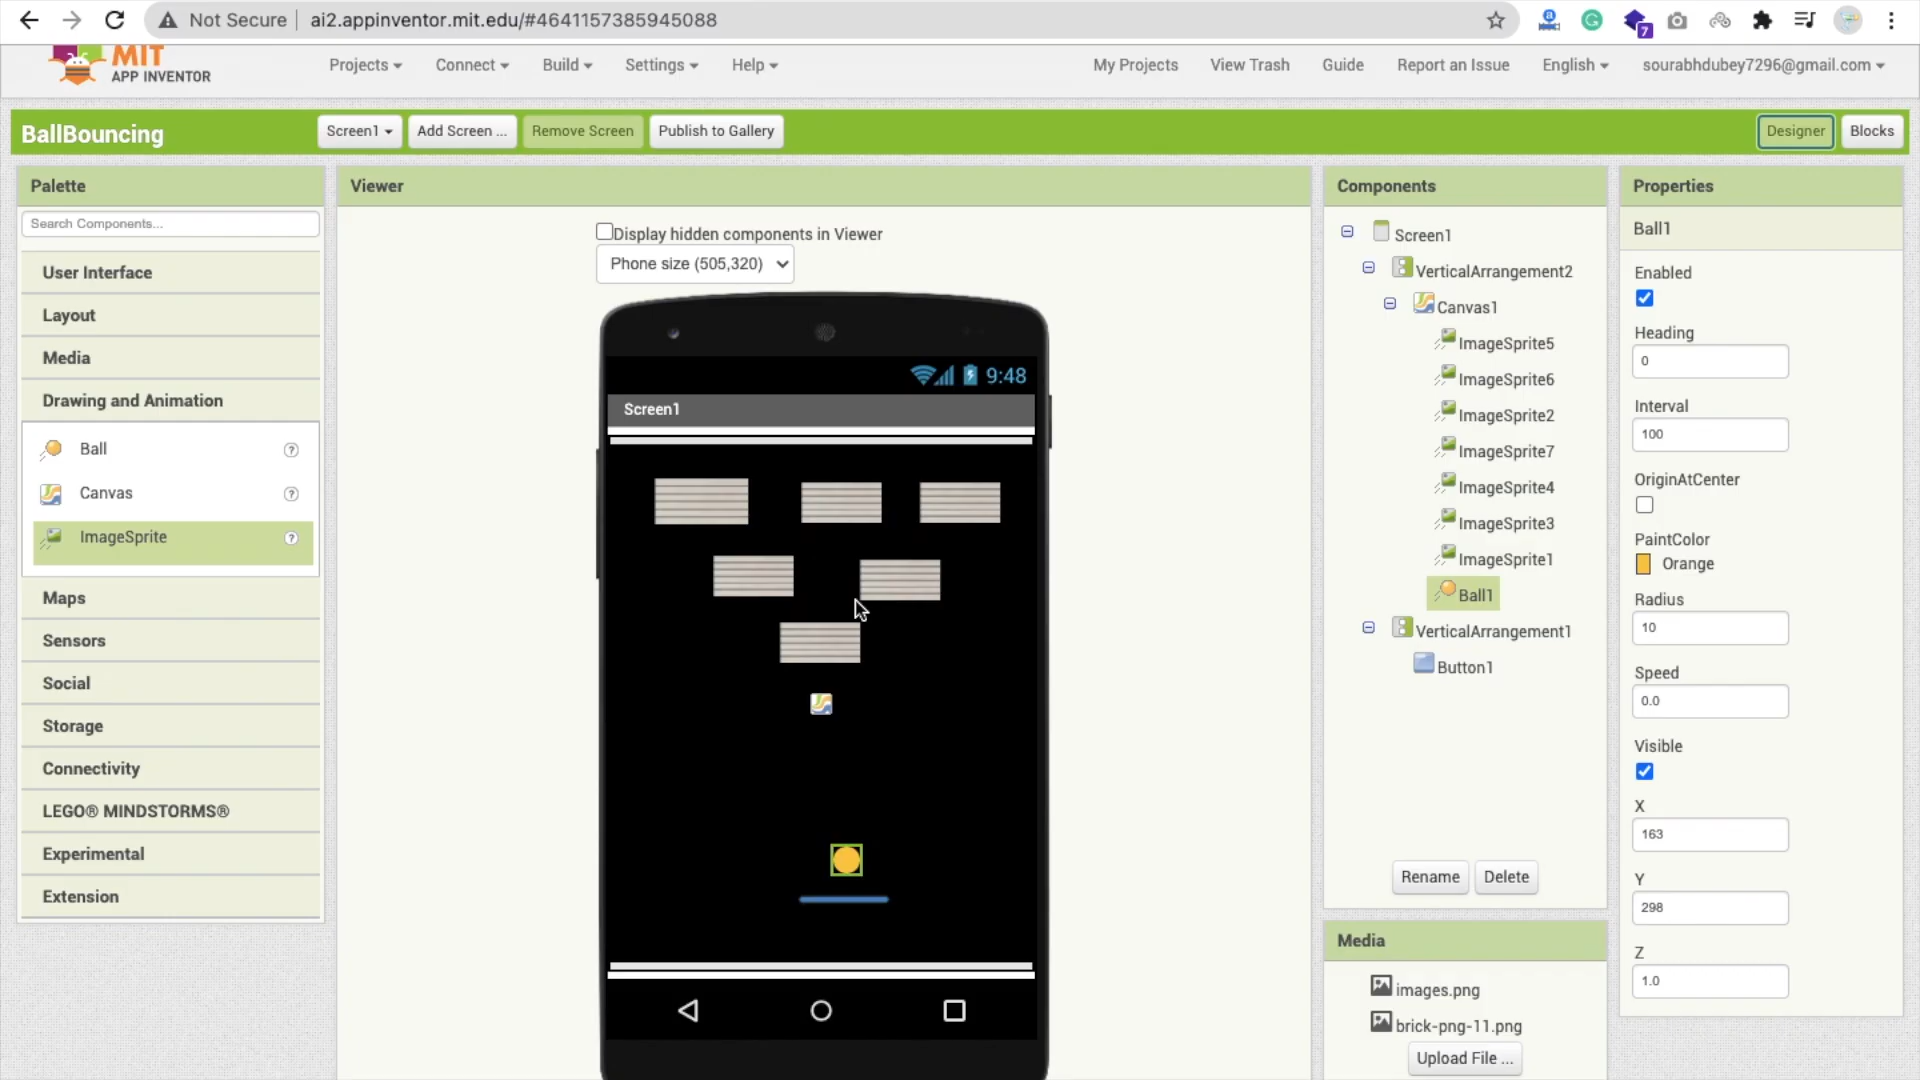 Not Secure
ai2.appinventor.mit.edu/#4641157385945088
7
MIT
APP INVENTOR
Projects
Connect
Build
Settings
Help
My Projects
View Trash
Guide
Report an Issue
English
sourabhdubey7296@gmail.com
BallBouncing
Screen1
Add Screen ...
Remove Screen
Publish to Gallery
Designer
Blocks
Palette
Search Components...
User Interface
Layout
Media
Drawing and Animation
Ball ?
Canvas ?
ImageSprite ?
Maps
Sensors
Social
Storage
Connectivity
LEGO® MINDSTORMS®
Experimental
Extension
Viewer
Display hidden components in Viewer
Phone size (505,320)
9:48
Screen1
Components
Screen1
VerticalArrangement2
Canvas1
ImageSprite5
ImageSprite6
ImageSprite2
ImageSprite7
ImageSprite4
ImageSprite3
ImageSprite1
Ball1
VerticalArrangement1
Button1
Rename
Delete
Media
images.png
brick-png-11.png
Upload File ...
Properties
Ball1
Enabled
Heading
0
Interval
100
OriginAtCenter
PaintColor
Orange
Radius
10
Speed
0.0
Visible
X
163
Y
298
Z
1.0